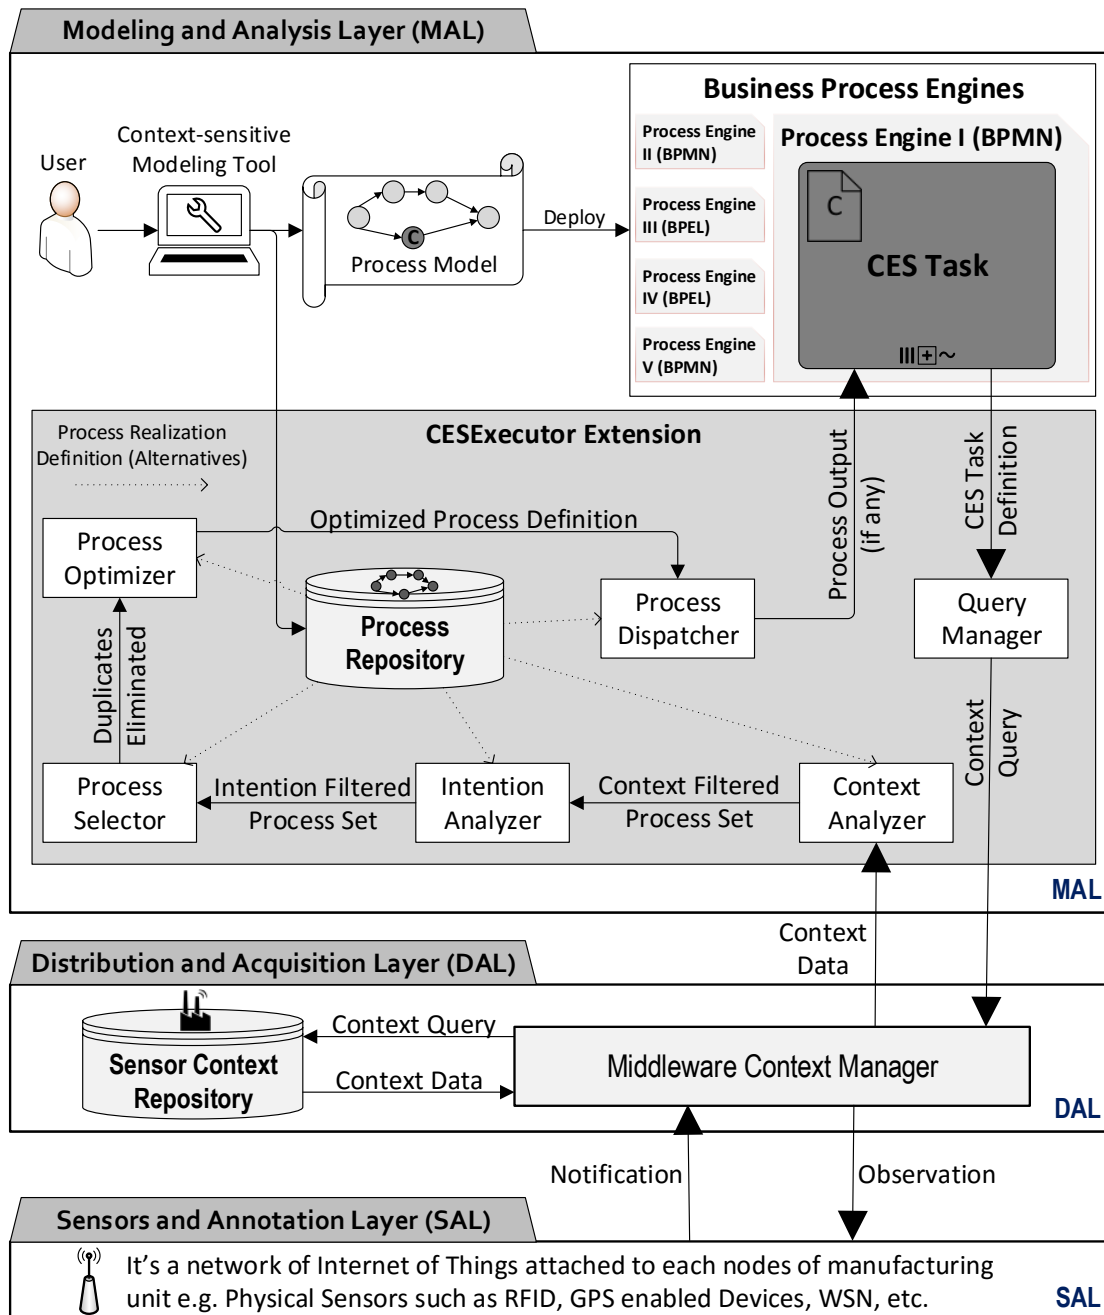 Modeling and Analysis Layer (MAL)
User
Context-sensitive
Modeling Tool
C
Process Model
Deploy
Business Process Engines
Process Engine
II (BPMN)
Process Engine
III (BPEL)
Process Engine
IV (BPEL)
Process Engine
V (BPMN)
Process Engine I (BPMN)
C
CES Task
CESExecutor Extension
Process Realization
Definition (Alternatives)
Process Output
(if any)
CES Task
Definition
Optimized Process Definition
Process
Optimizer
Process
Repository
Process
Dispatcher
Query
Manager
Duplicates
Eliminated
Context
Query
Process
Selector
Intention Filtered
Process Set
Intention
Analyzer
Context Filtered
Process Set
Context
Analyzer
MAL
Context
Data
Distribution and Acquisition Layer (DAL)
Sensor Context
Repository
Context Query
Context Data
Middleware Context Manager
DAL
Notification
Observation
Sensors and Annotation Layer (SAL)
It's a network of Internet of Things attached to each nodes of manufacturing
unit e.g. Physical Sensors such as RFID, GPS enabled Devices, WSN, etc.
SAL